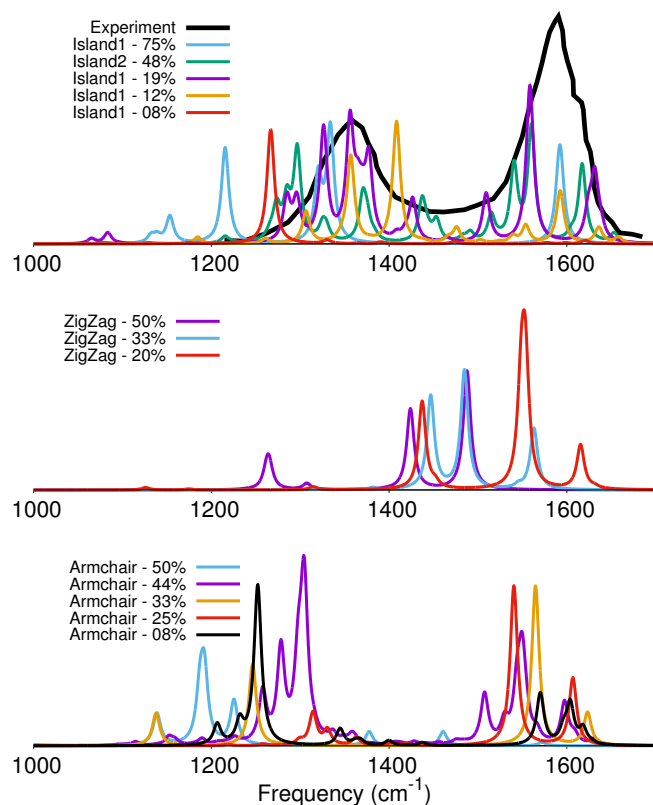 Experiment
Island1 - 75%
Island2 - 48%
Island1 - 19%
Island1 - 12%
Island1 - 08%
1000 1200 1400 1600
ZigZag - 50%
ZigZag - 33%
ZigZag - 20%
1000 1200 1400 1600
Armchair - 50%
Armchair - 44%
Armchair - 33%
Armchair - 25%
Armchair - 08%
1000 1200 1400 1600
Frequency (cm⁻¹)